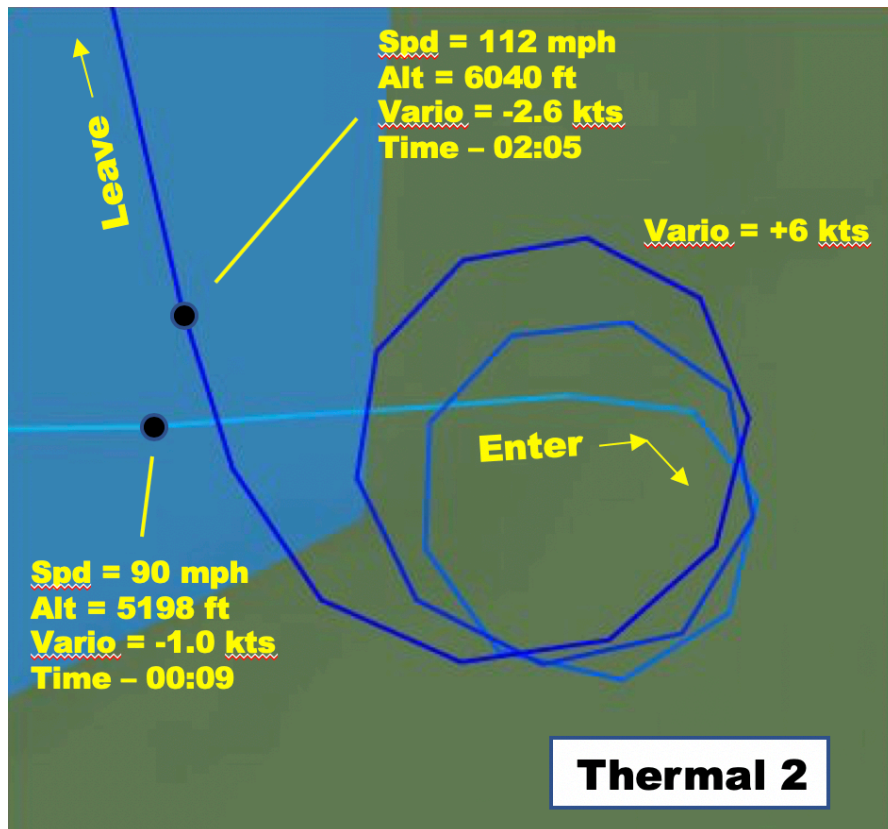 Spd = 112 mph
Alt = 6040 ft
Vario = -2.6 kts
Time – 02:05
Leave
Vario = +6 kts
Enter
Spd = 90 mph
Alt = 5198 ft
Vario = -1.0 kts
Time – 00:09
Thermal 2